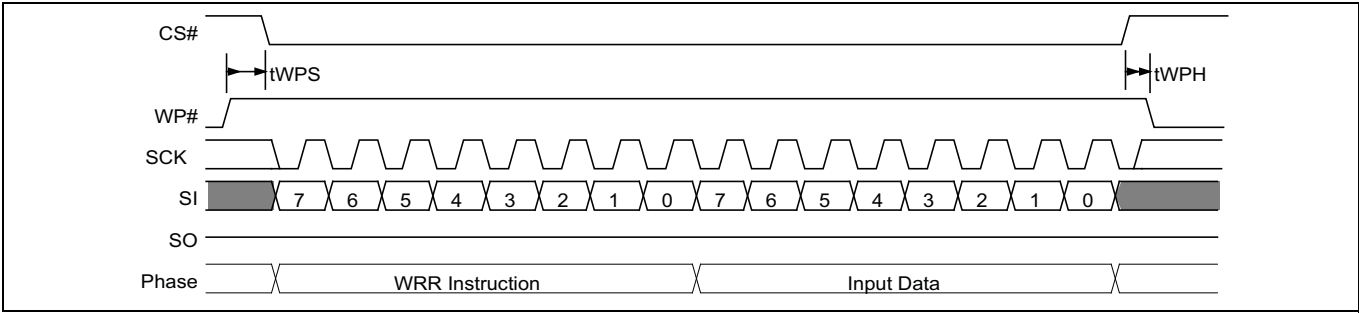 CS#
tWPS
tWPH
WP#
SCK
SI 7 6 5 4 3 2 1 0 7 6 5 4 3 2 1 0
SO
Phase WRR Instruction Input Data